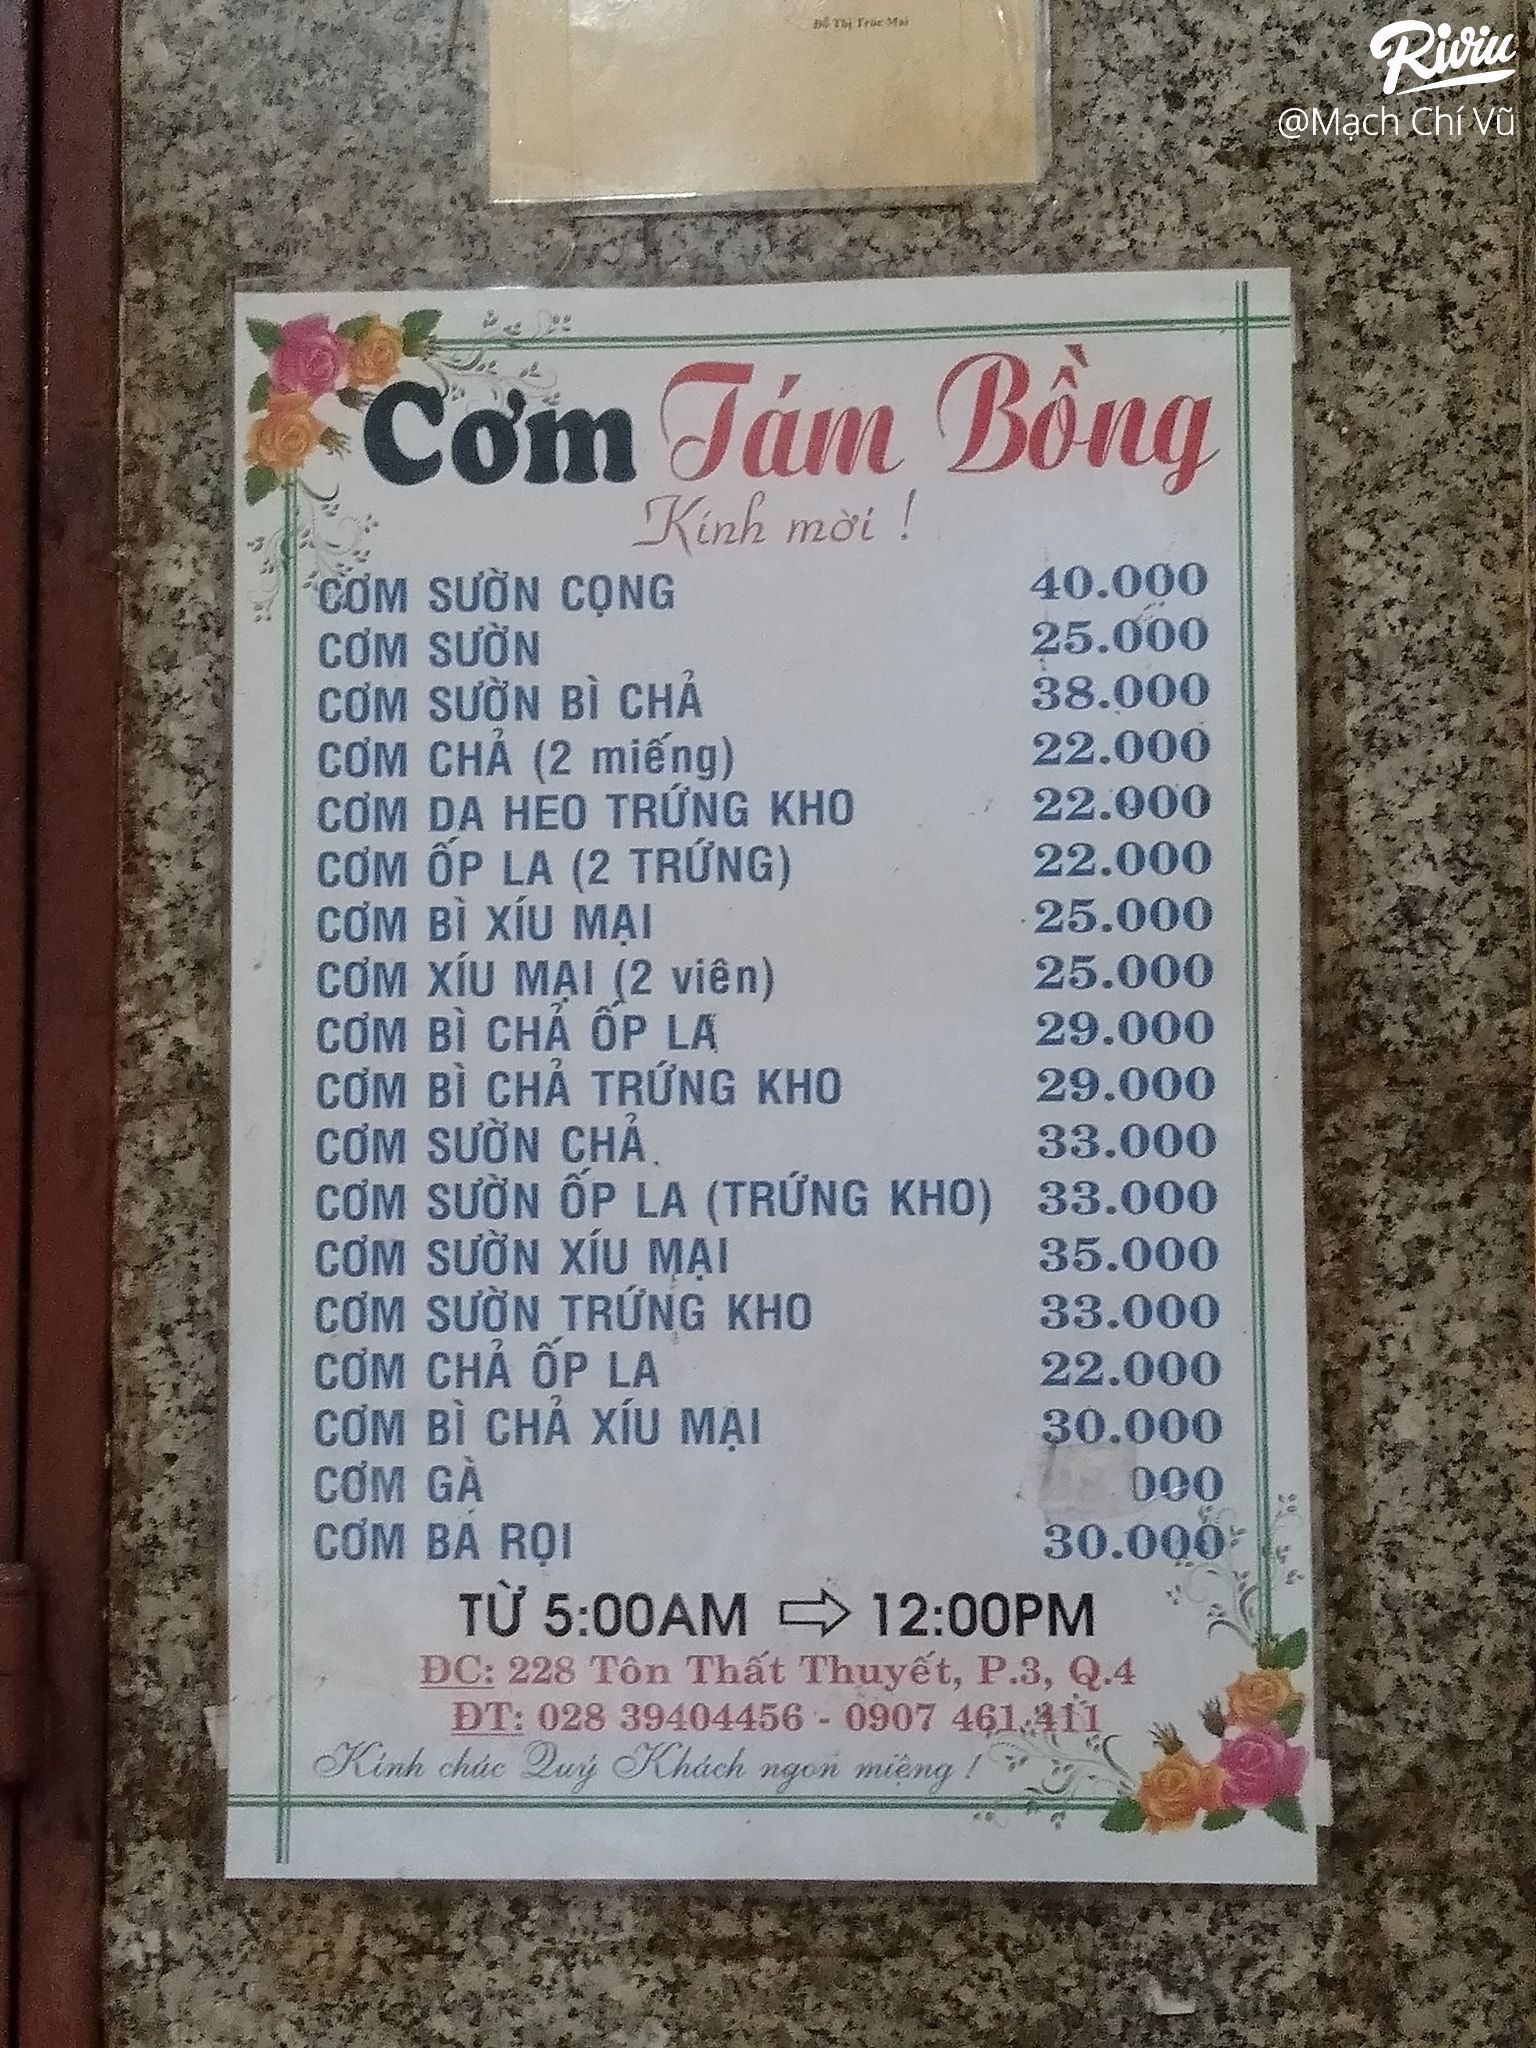 Đỗ Thị Trúc Mai
Riviu
@Mạch Chí Vũ
Cơm Tám Bồng
Kính mời !
CƠM SƯỜN CỌNG 40.000
CƠM SƯỜN 25.000
CƠM SƯỜN BÌ CHẢ 38.000
CƠM CHẢ (2 miếng) 22.000
CƠM DA HEO TRỨNG KHO 22.000
CƠM ỐP LA (2 TRỨNG) 22.000
CƠM BÌ XÍU MẠI 25.000
CƠM XÍU MẠI (2 viên) 25.000
CƠM BÌ CHẢ ỐP LA 29.000
CƠM BÌ CHẢ TRỨNG KHO 29.000
CƠM SƯỜN CHẢ 33.000
CƠM SƯỜN ỐP LA (TRỨNG KHO) 33.000
CƠM SƯỜN XÍU MẠI 35.000
CƠM SƯỜN TRỨNG KHO 33.000
CƠM CHẢ ỐP LA 22.000
CƠM BÌ CHẢ XÍU MẠI 30.000
CƠM GÀ 000
CƠM BA RỌI 30.000
TỪ 5:00AM ⇨ 12:00PM
ĐC: 228 Tôn Thất Thuyết, P.3, Q.4
ĐT: 028 39404456 - 0907 461 411
Kính chúc Quý Khách ngon miệng !